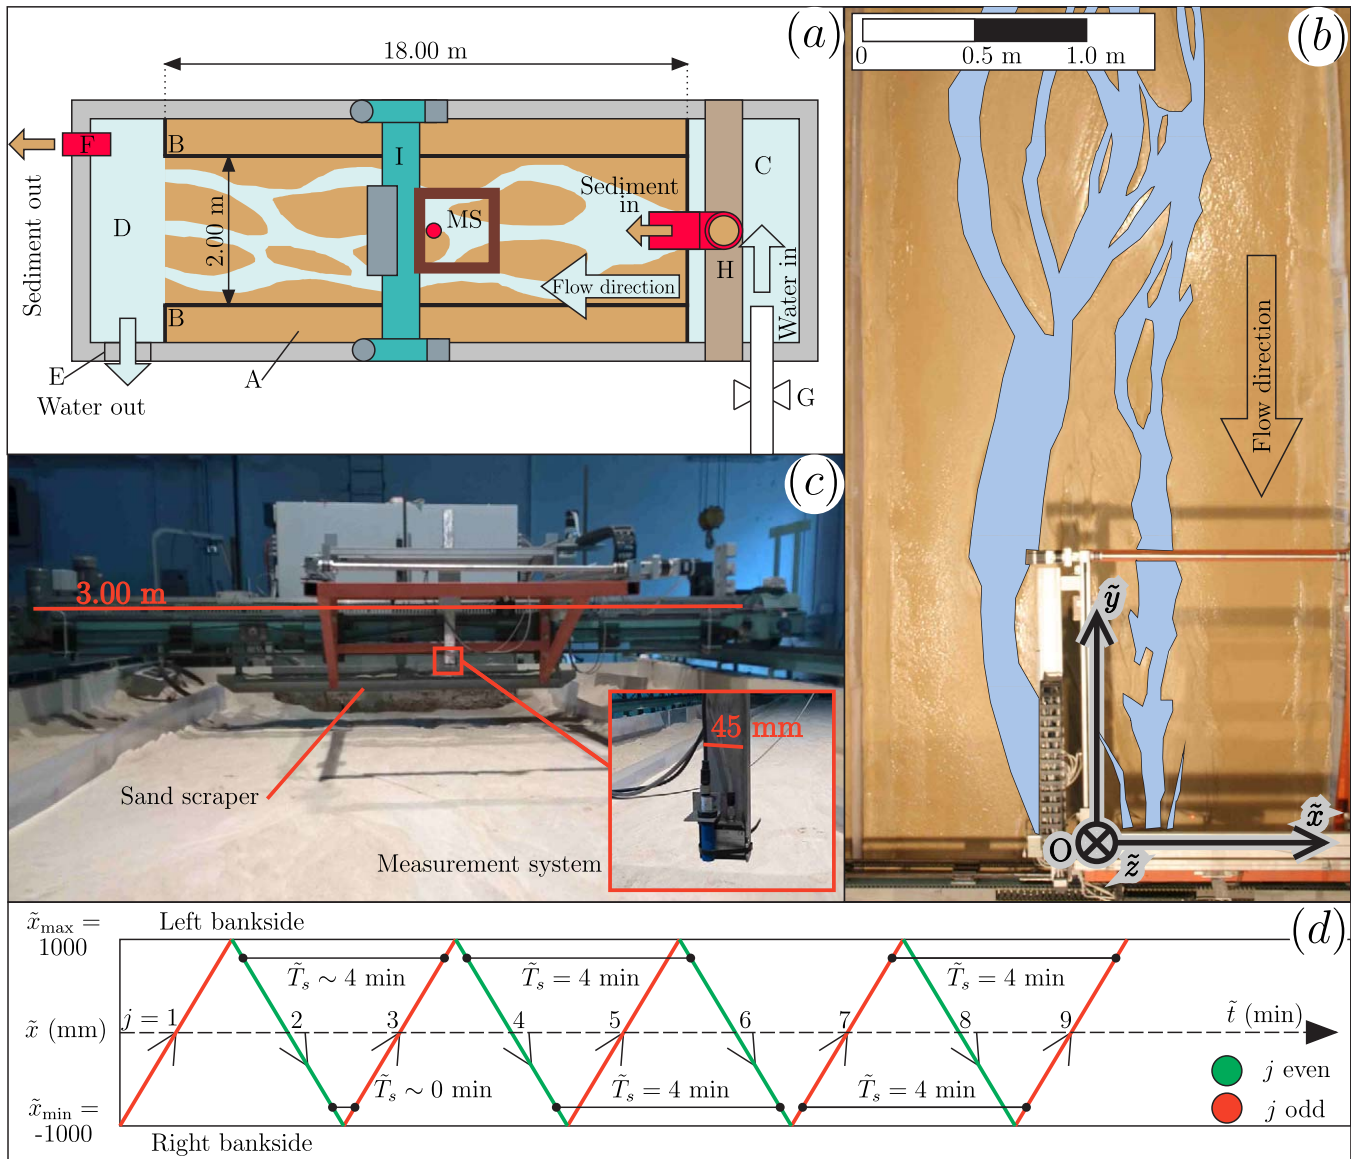 (a)
18.00 m
F
B
I
C
Sediment
in
MS
D
2.00 m
Sediment out
H
Flow direction
Water in
B
E
A
Water out
G
(b)
0
0.5 m
1.0 m
Flow direction
ỹ
x̃
O
z̃
(c)
3.00 m
45 mm
Sand scraper
Measurement system
(d)
x̃max =
1000
Left bankside
T̃s ∼ 4 min
T̃s = 4 min
T̃s = 4 min
x̃ (mm)
j = 1
2
3
4
5
6
7
8
9
t̃ (min)
T̃s ∼ 0 min
T̃s = 4 min
T̃s = 4 min
j even
j odd
x̃min =
-1000
Right bankside